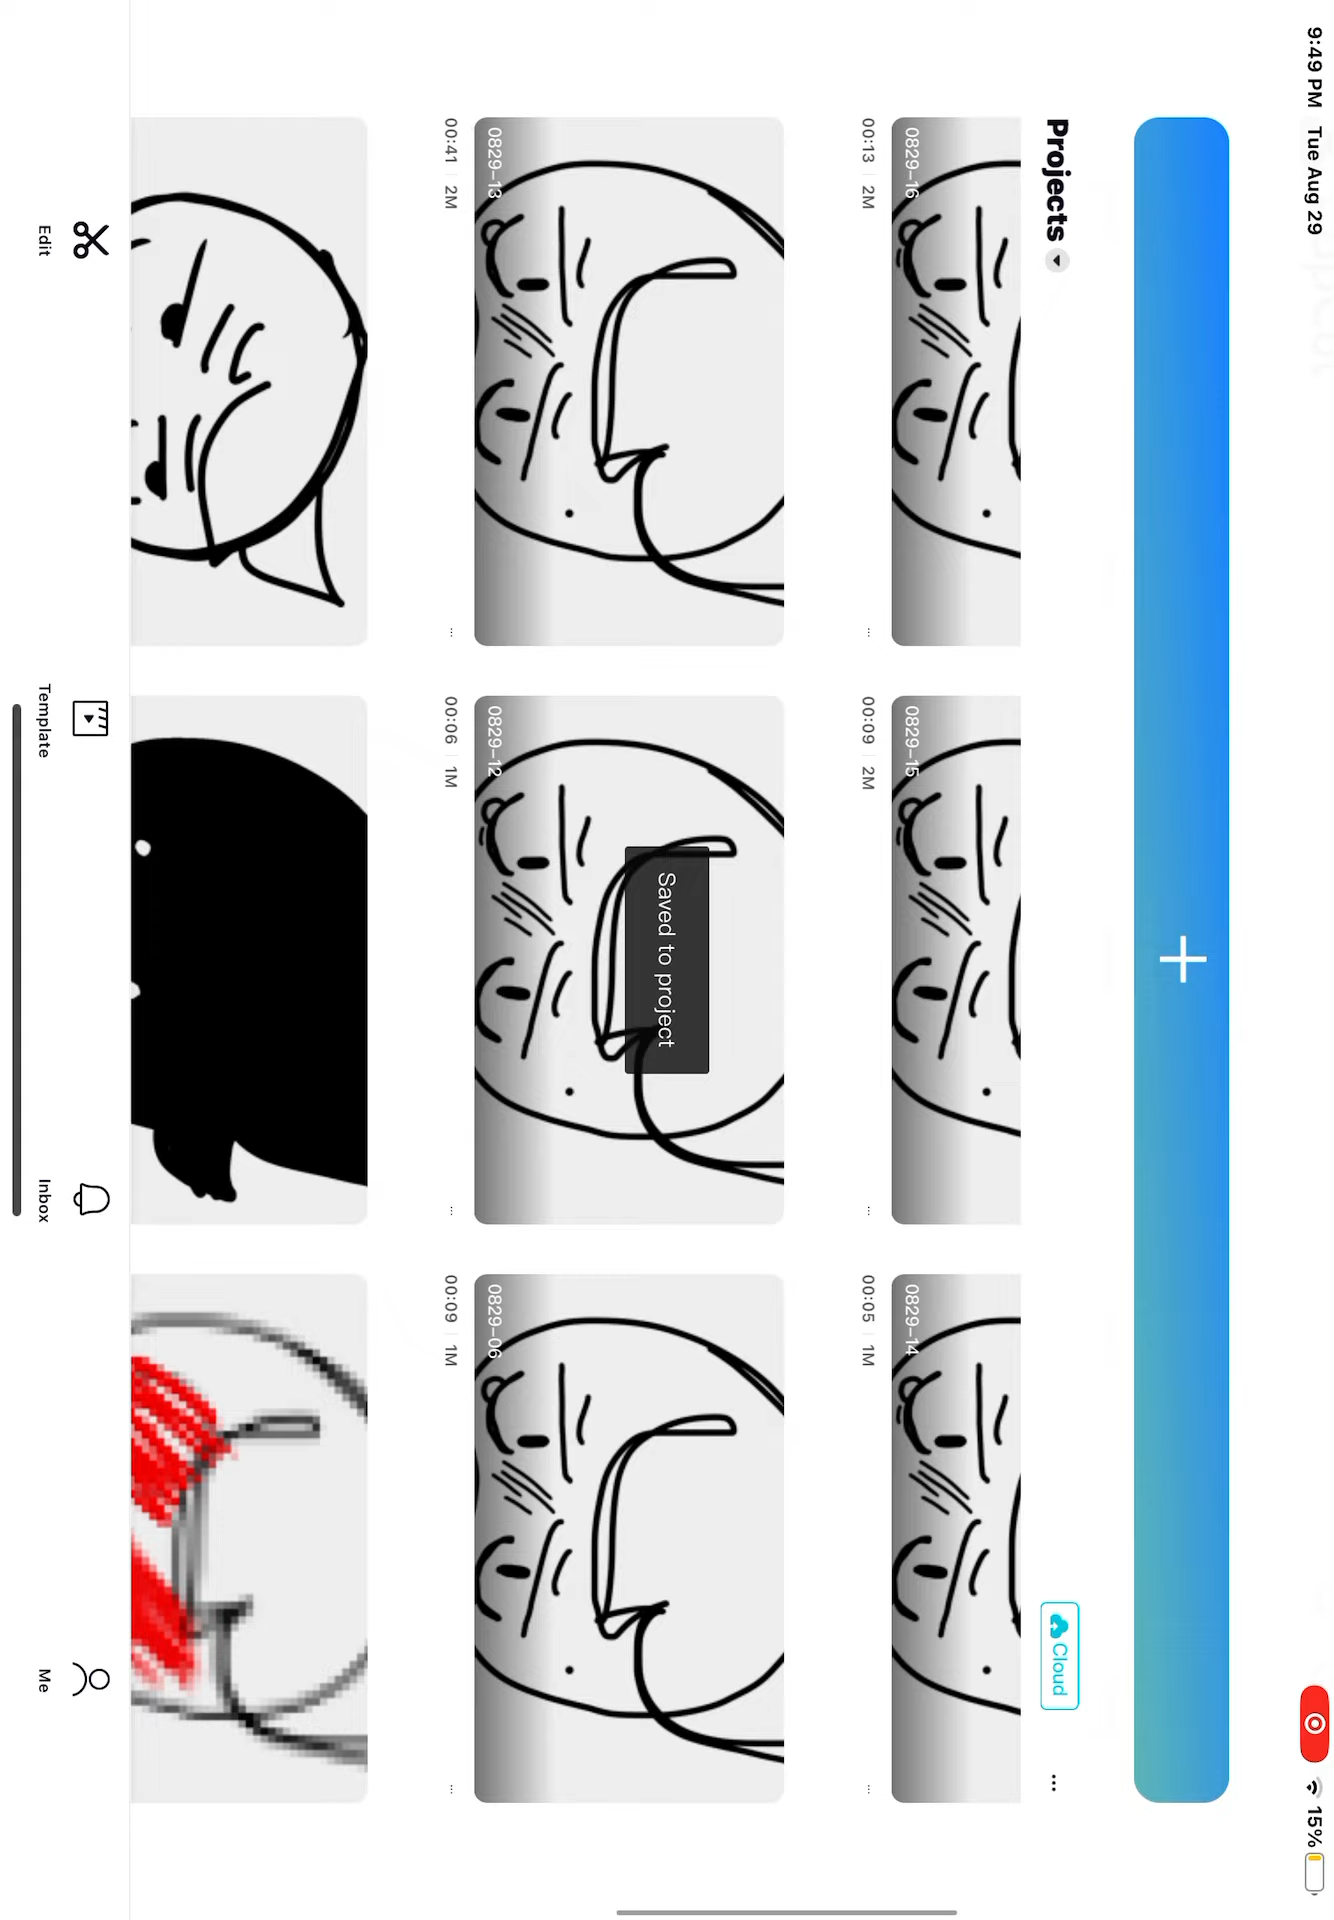 9:49 PM Tue Aug 29
15%
Projects
Cloud
...
0829-16
00:13 | 2M
...
0829-15
00:09 | 2M
...
0829-14
00:05 | 1M
...
0829-13
00:41 | 2M
...
0829-12
00:06 | 1M
...
0829-06
00:09 | 1M
...
Saved to project
Edit
Template
Inbox
Me